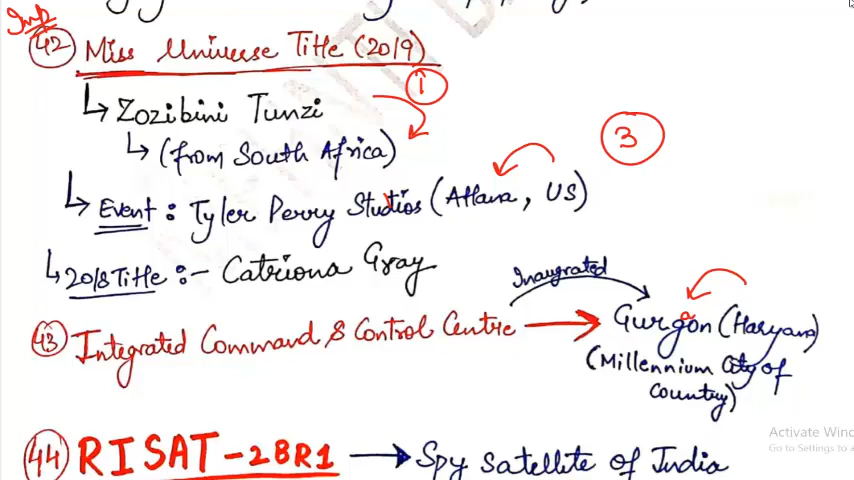 Imp
42 Miss Universe Title (2019)
1
↳ Zozibini Tunzi
↳ (from South Africa)
3
↳ Event : Tyler Perry Studios (Atlana, US)
↳ 2018 Title :- Catriona Gray
Inaugrated
43 Integrated Command & Control Centre → Gurgaon (Haryana)
(Millennium City of
country)
44 RISAT-2BR1 → Spy satellite of India
Activate Wind
Go to Settings to a